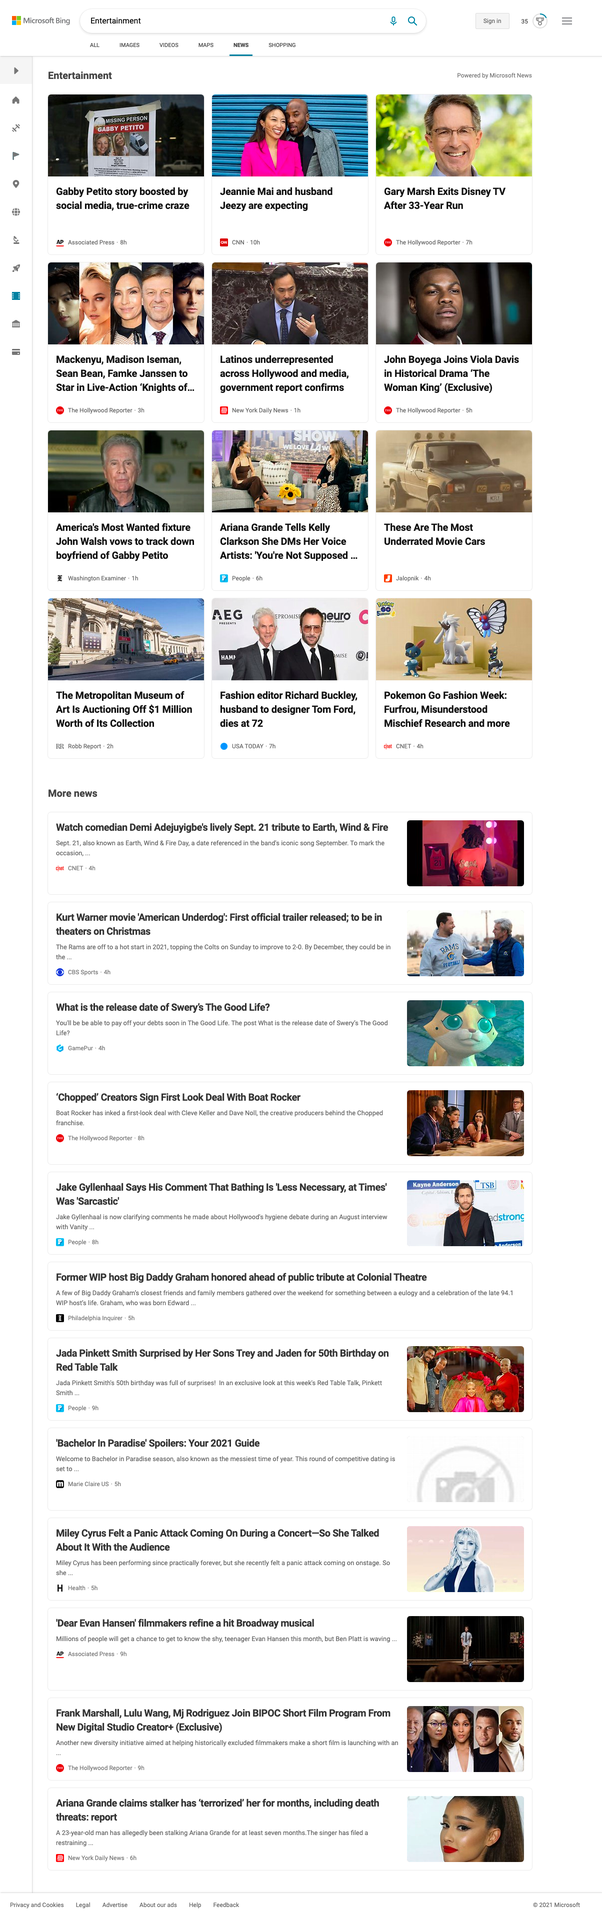 Microsoft Bing
Entertainment
Sign in
35
ALL
IMAGES
VIDEOS
MAPS
NEWS
SHOPPING
Entertainment
Powered by Microsoft News
MISSING PERSON
GABBY PETITO
Gabby Petito story boosted by
social media, true-crime craze
AP Associated Press · 8h
Jeannie Mai and husband
Jeezy are expecting
CNN · 10h
Gary Marsh Exits Disney TV
After 33-Year Run
The Hollywood Reporter · 7h
Mackenyu, Madison Iseman,
Sean Bean, Famke Janssen to
Star in Live-Action ‘Knights of...
The Hollywood Reporter · 3h
Latinos underrepresented
across Hollywood and media,
government report confirms
New York Daily News · 1h
John Boyega Joins Viola Davis
in Historical Drama ‘The
Woman King’ (Exclusive)
The Hollywood Reporter · 5h
America's Most Wanted fixture
John Walsh vows to track down
boyfriend of Gabby Petito
Washington Examiner · 1h
SHOW
Ariana Grande Tells Kelly
Clarkson She DMs Her Voice
Artists: 'You're Not Supposed ...
People · 6h
These Are The Most
Underrated Movie Cars
Jalopnik · 4h
The Metropolitan Museum of
Art Is Auctioning Off $1 Million
Worth of Its Collection
Robb Report · 2h
AEG
PRESENTS
neuro
Fashion editor Richard Buckley,
husband to designer Tom Ford,
dies at 72
USA TODAY · 7h
Pokemon GO
Pokemon Go Fashion Week:
Furfrou, Misunderstood
Mischief Research and more
CNET · 4h
More news
Watch comedian Demi Adejuyigbe's lively Sept. 21 tribute to Earth, Wind & Fire
Sept. 21, also known as Earth, Wind & Fire Day, a date referenced in the band's iconic song September. To mark the
occasion, ...
CNET · 4h
Kurt Warner movie 'American Underdog': First official trailer released; to be in
theaters on Christmas
The Rams are off to a hot start in 2021, topping the Colts on Sunday to improve to 2-0. By December, they could be in
the ...
CBS Sports · 4h
RAMS
What is the release date of Swery’s The Good Life?
You'll be be able to pay off your debts soon in The Good Life. The post What is the release date of Swery's The Good
Life?
GamePur · 4h
‘Chopped’ Creators Sign First Look Deal With Boat Rocker
Boat Rocker has inked a first-look deal with Cleve Keller and Dave Noll, the creative producers behind the Chopped
franchise.
The Hollywood Reporter · 8h
Jake Gyllenhaal Says His Comment That Bathing Is 'Less Necessary, at Times'
Was 'Sarcastic'
Jake Gyllenhaal is now clarifying comments he made about Hollywood's hygiene debate during an August interview
with Vanity ...
People · 8h
Kayne Anderson
TSB
adstrong
Former WIP host Big Daddy Graham honored ahead of public tribute at Colonial Theatre
A few of Big Daddy Graham's closest friends and family members gathered over the weekend for something between a eulogy and a celebration of the late 94.1
WIP host's life. Graham, who was born Edward ...
Philadelphia Inquirer · 5h
Jada Pinkett Smith Surprised by Her Sons Trey and Jaden for 50th Birthday on
Red Table Talk
Jada Pinkett Smith's 50th birthday was full of surprises! In an exclusive look at this week's Red Table Talk, Pinkett
Smith ...
People · 9h
'Bachelor In Paradise' Spoilers: Your 2021 Guide
Welcome to Bachelor in Paradise season, also known as the messiest time of year. This round of competitive dating is
set to ...
Marie Claire US · 5h
Miley Cyrus Felt a Panic Attack Coming On During a Concert—So She Talked
About It With the Audience
Miley Cyrus has been performing since practically forever, but she recently felt a panic attack coming on onstage. So
she ...
H Health · 5h
'Dear Evan Hansen' filmmakers refine a hit Broadway musical
Millions of people will get a chance to get to know the shy, teenager Evan Hansen this month, but Ben Platt is waving ...
AP Associated Press · 9h
Frank Marshall, Lulu Wang, Mj Rodriguez Join BIPOC Short Film Program From
New Digital Studio Creator+ (Exclusive)
Another new diversity initiative aimed at helping historically excluded filmmakers make a short film is launching with an
...
The Hollywood Reporter · 9h
Ariana Grande claims stalker has ‘terrorized’ her for months, including death
threats: report
A 23-year-old man has allegedly been stalking Ariana Grande for at least seven months.The singer has filed a
restraining ...
New York Daily News · 6h
Privacy and Cookies
Legal
Advertise
About our ads
Help
Feedback
© 2021 Microsoft